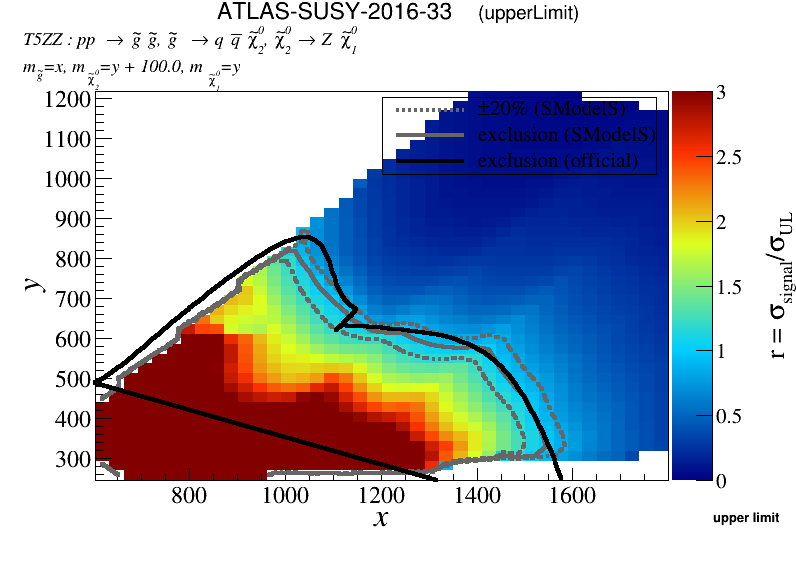 ATLAS-SUSY-2016-33 (upperLimit)
T5ZZ : pp → g̃ g̃, g̃ → q q̅ χ̃₂⁰, χ̃₂⁰ → Z χ̃₁⁰
m_g̃=x, m_χ̃₂⁰=y + 100.0, m_χ̃₁⁰=y
±20% (SModelS)
exclusion (SModelS)
exclusion (official)
1200
1100
1000
900
800
700
600
500
400
300
y
800 1000 1200 1400 1600
x
3
2.5
2
1.5
1
0.5
0
r = σ_signal/σ_UL
upper limit